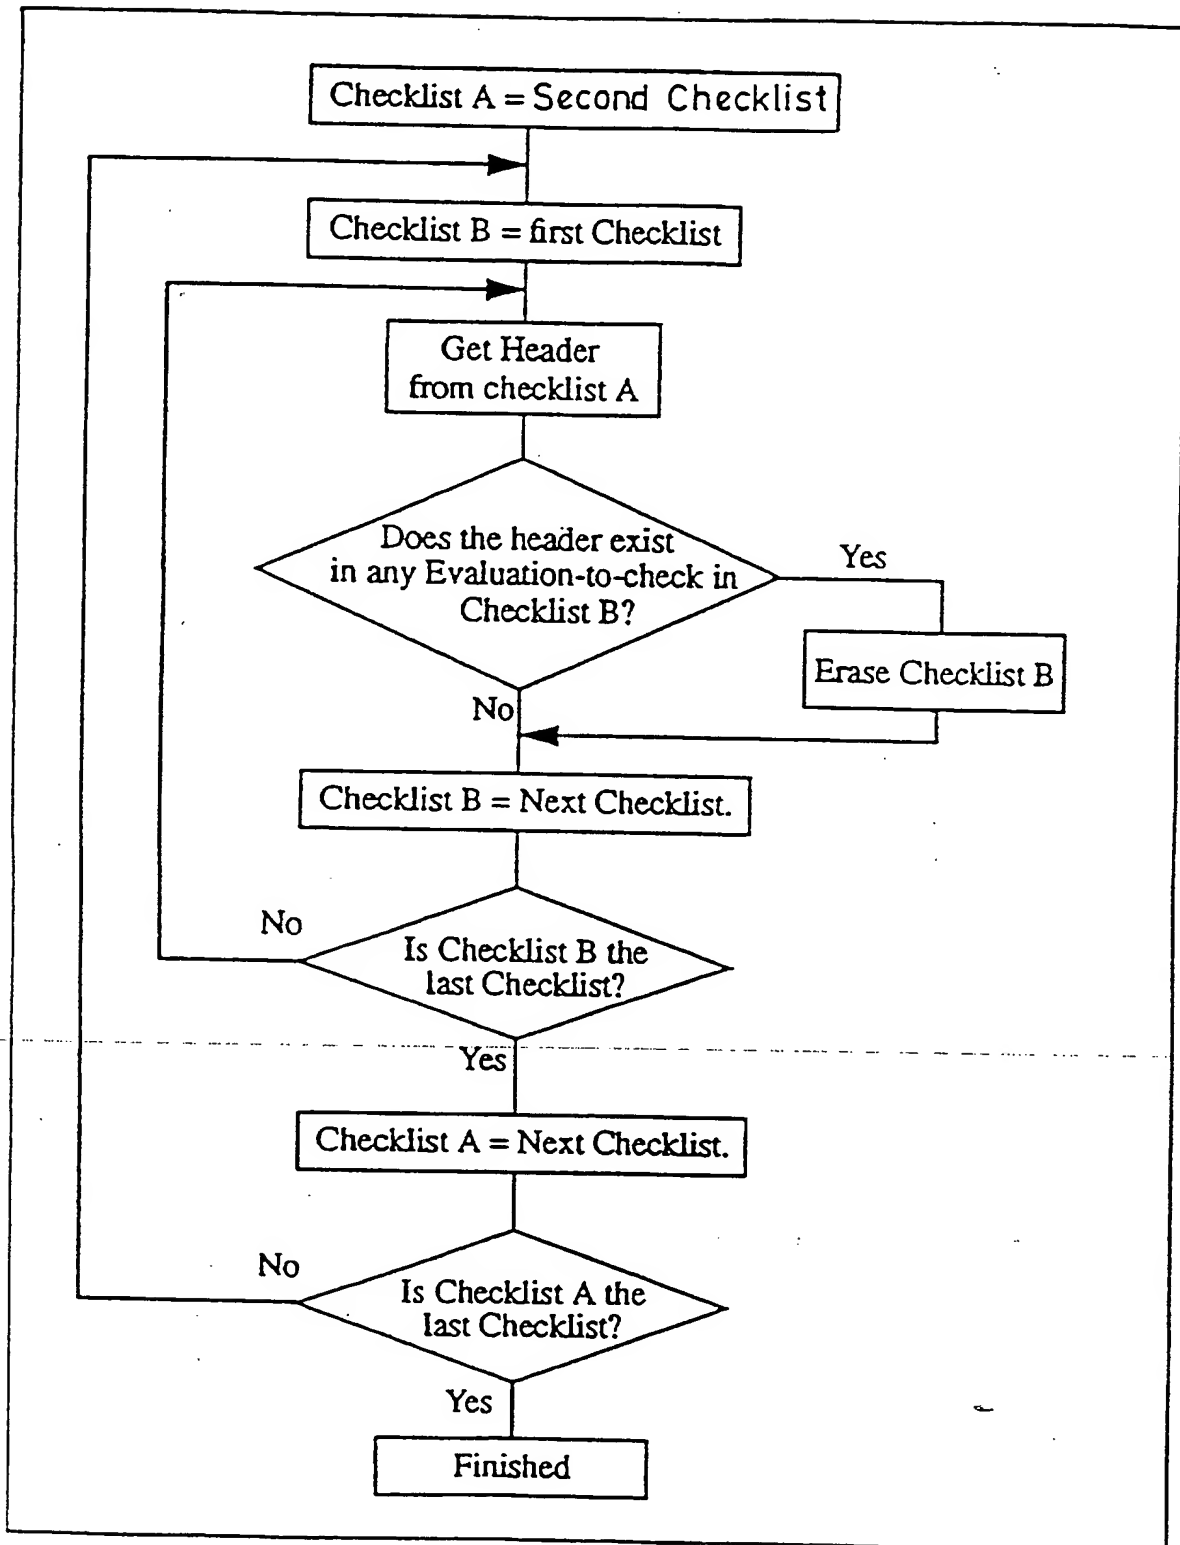 Checklist A = Second Checklist
Checklist B = first Checklist
Get Header
from checklist A
Does the header exist
in any Evaluation-to-check in
Checklist B?
Yes
Erase Checklist B
No
Checklist B = Next Checklist.
No
Is Checklist B the
last Checklist?
Yes
Checklist A = Next Checklist.
No
Is Checklist A the
last Checklist?
Yes
Finished